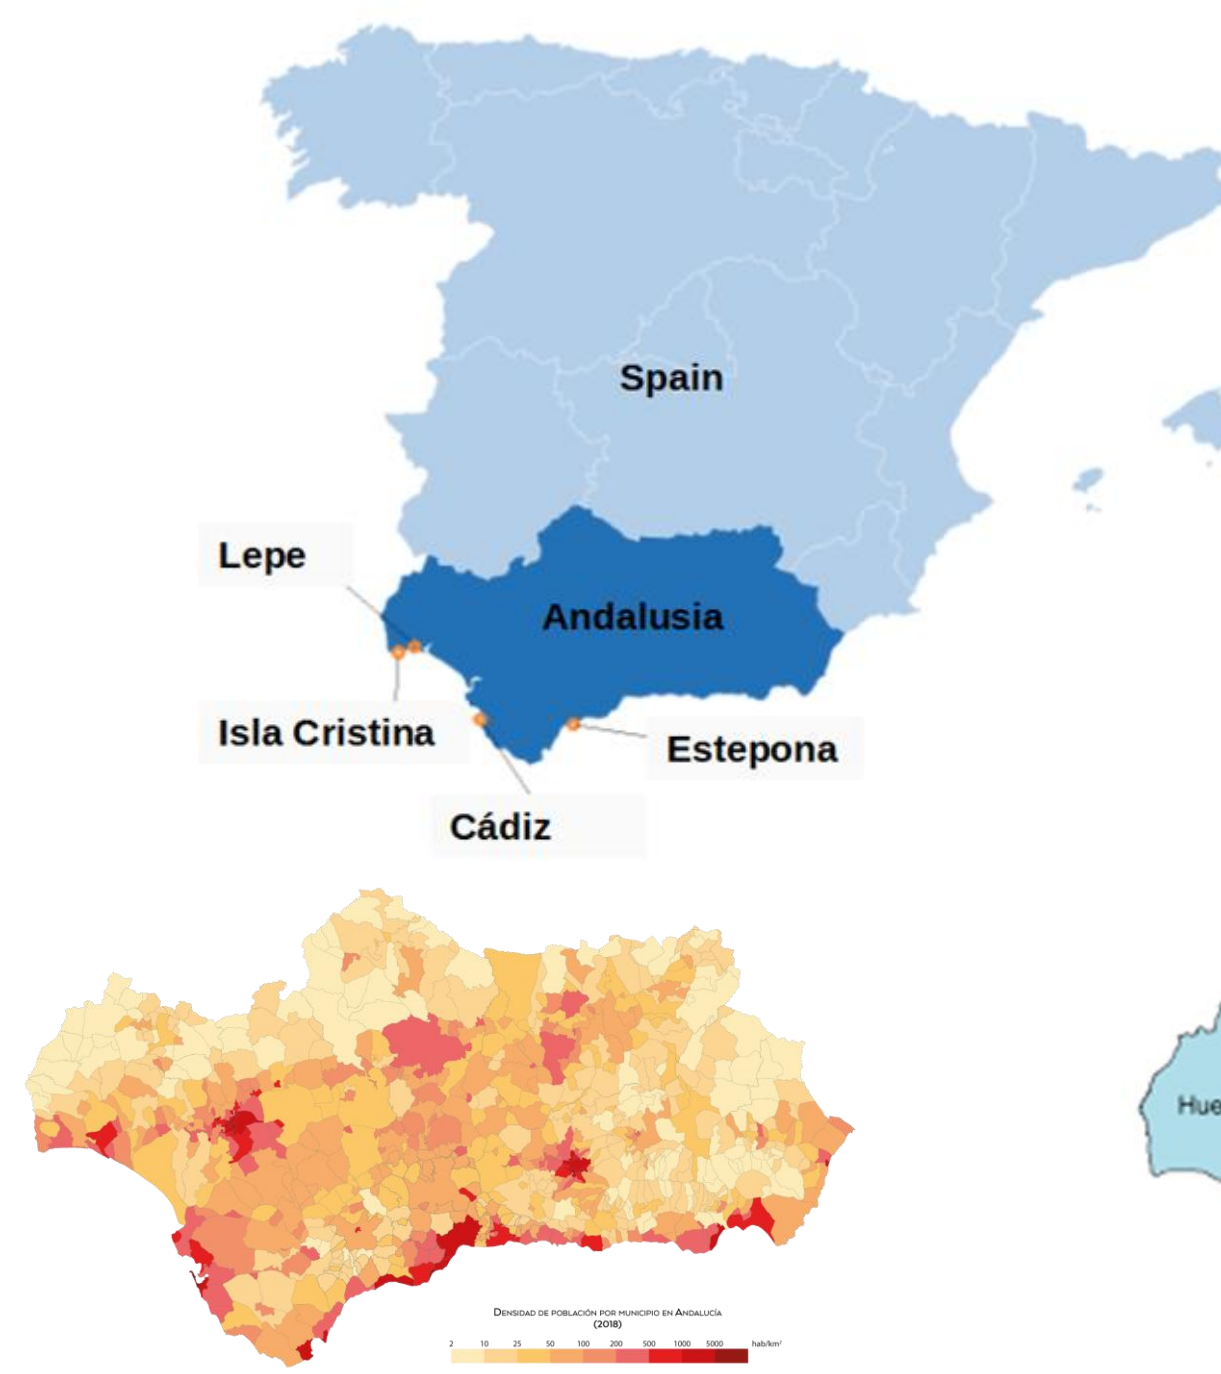 Spain
Lepe
Andalusia
Isla Cristina
Estepona
Cádiz
Hue
DENSIDAD DE POBLACIÓN POR MUNICIPIO EN ANDALUCÍA
(2018)
2 10 25 50 100 200 500 1000 5000 hab/km²